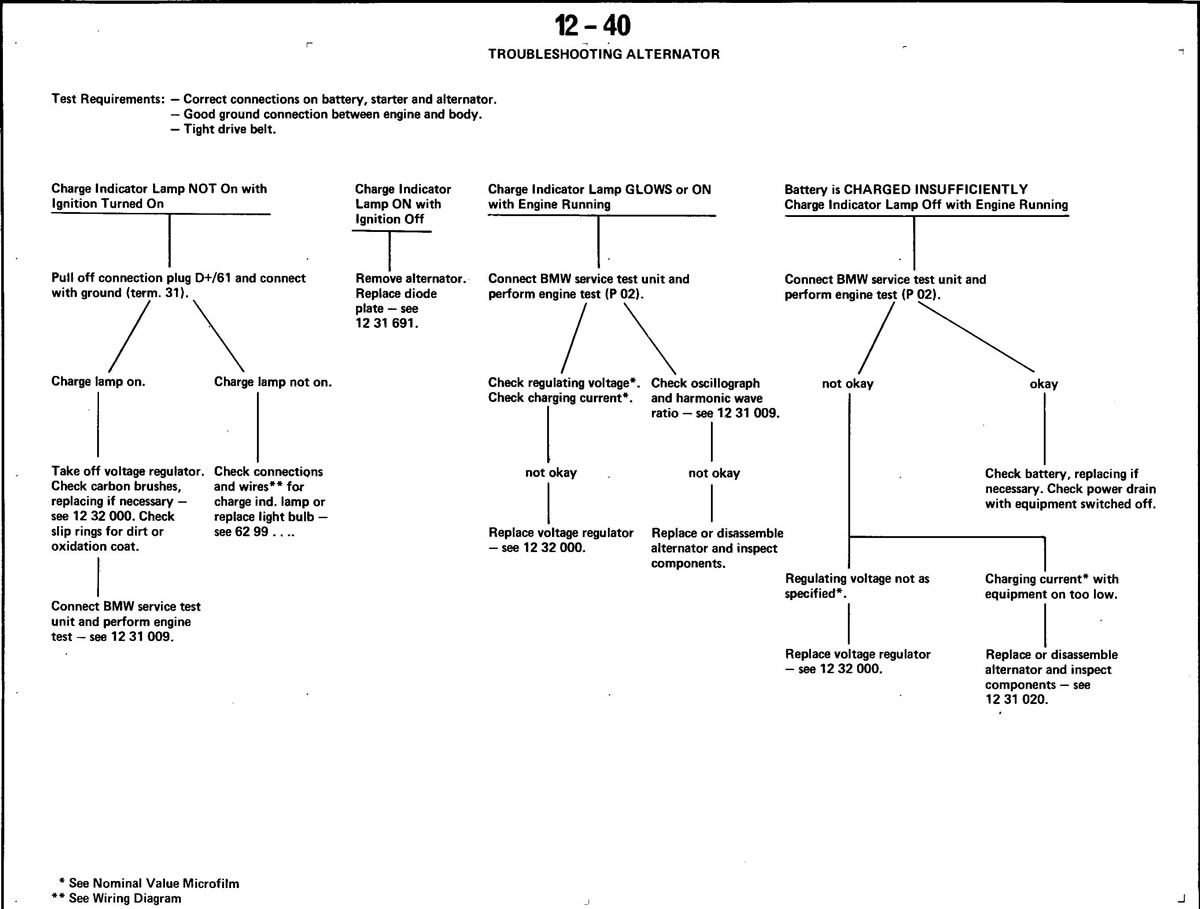 12 – 40
TROUBLESHOOTING ALTERNATOR
Test Requirements: – Correct connections on battery, starter and alternator.
– Good ground connection between engine and body.
– Tight drive belt.
Charge Indicator Lamp NOT On with
Ignition Turned On
Pull off connection plug D+/61 and connect
with ground (term. 31).
Charge lamp on.
Take off voltage regulator.
Check carbon brushes,
replacing if necessary –
see 12 32 000. Check
slip rings for dirt or
oxidation coat.
Connect BMW service test
unit and perform engine
test – see 12 31 009.
Charge lamp not on.
Check connections
and wires** for
charge ind. lamp or
replace light bulb –
see 62 99 . . . .
Charge Indicator
Lamp ON with
Ignition Off
Remove alternator.
Replace diode
plate – see
12 31 691.
Charge Indicator Lamp GLOWS or ON
with Engine Running
Connect BMW service test unit and
perform engine test (P 02).
Check regulating voltage*.
Check charging current*.
not okay
Replace voltage regulator
– see 12 32 000.
Check oscillograph
and harmonic wave
ratio – see 12 31 009.
not okay
Replace or disassemble
alternator and inspect
components.
Battery is CHARGED INSUFFICIENTLY
Charge Indicator Lamp Off with Engine Running
Connect BMW service test unit and
perform engine test (P 02).
not okay
Regulating voltage not as
specified*.
Replace voltage regulator
– see 12 32 000.
Charging current* with
equipment on too low.
Replace or disassemble
alternator and inspect
components – see
12 31 020.
okay
Check battery, replacing if
necessary. Check power drain
with equipment switched off.
* See Nominal Value Microfilm
** See Wiring Diagram